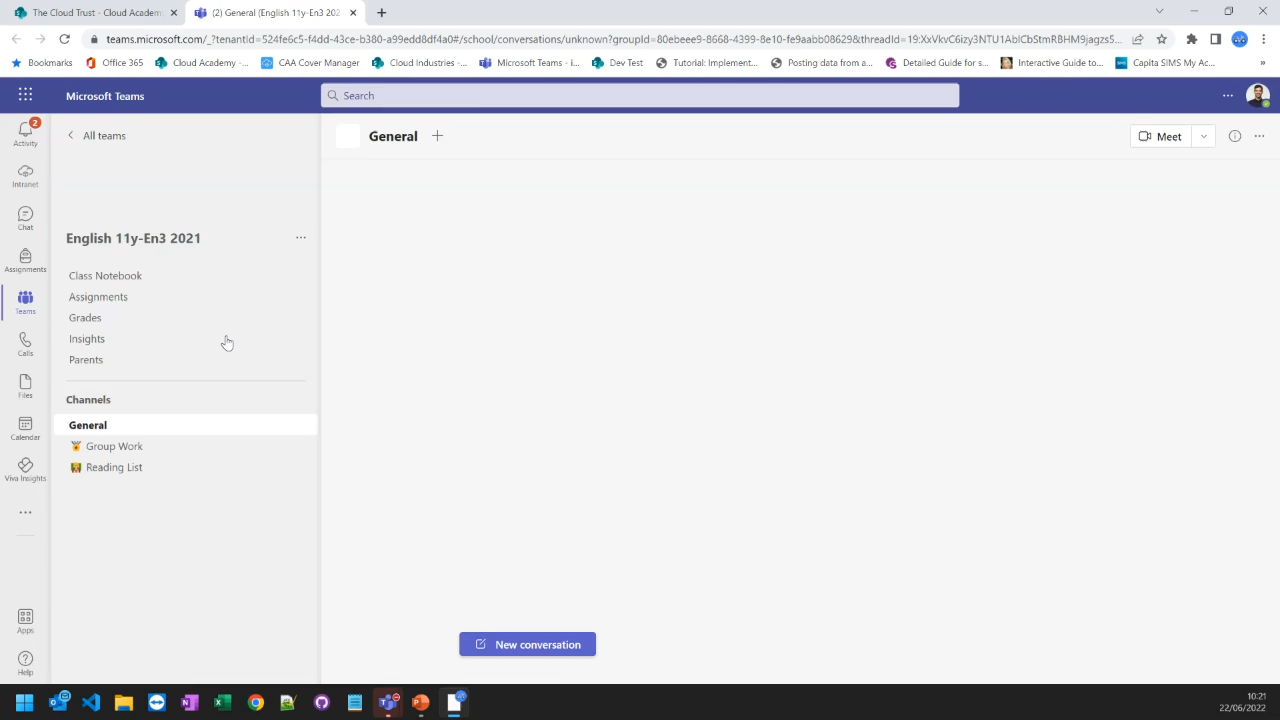 The Cloud Trust - Cloud Academ
(2) General (English 11y-En3 202
teams.microsoft.com/_?tenantId=524fe6c5-f4dd-43ce-b380-a99edd8df4a0#/school/conversations/unknown?groupId=80ebeee9-8668-4399-8e10-fe9aabb08629&threadId=19:XxVkvC6izy3NTU1AblCbStmRBHM9jagzs5...
Bookmarks
Office 365
Cloud Academy -...
CAA Cover Manager
Cloud Industries -...
Microsoft Teams - i...
Dev Test
Tutorial: Implement...
Posting data from a...
Detailed Guide for s...
Interactive Guide to...
Capita SIMS My Ac...
»
Microsoft Teams
Search
2
Activity
Intranet
Chat
Assignments
Teams
Calls
Files
Calendar
Viva Insights
Apps
Help
All teams
English 11y-En3 2021
Class Notebook
Assignments
Grades
Insights
Parents
Channels
General
Group Work
Reading List
General
Meet
New conversation
10:21
22/06/2022